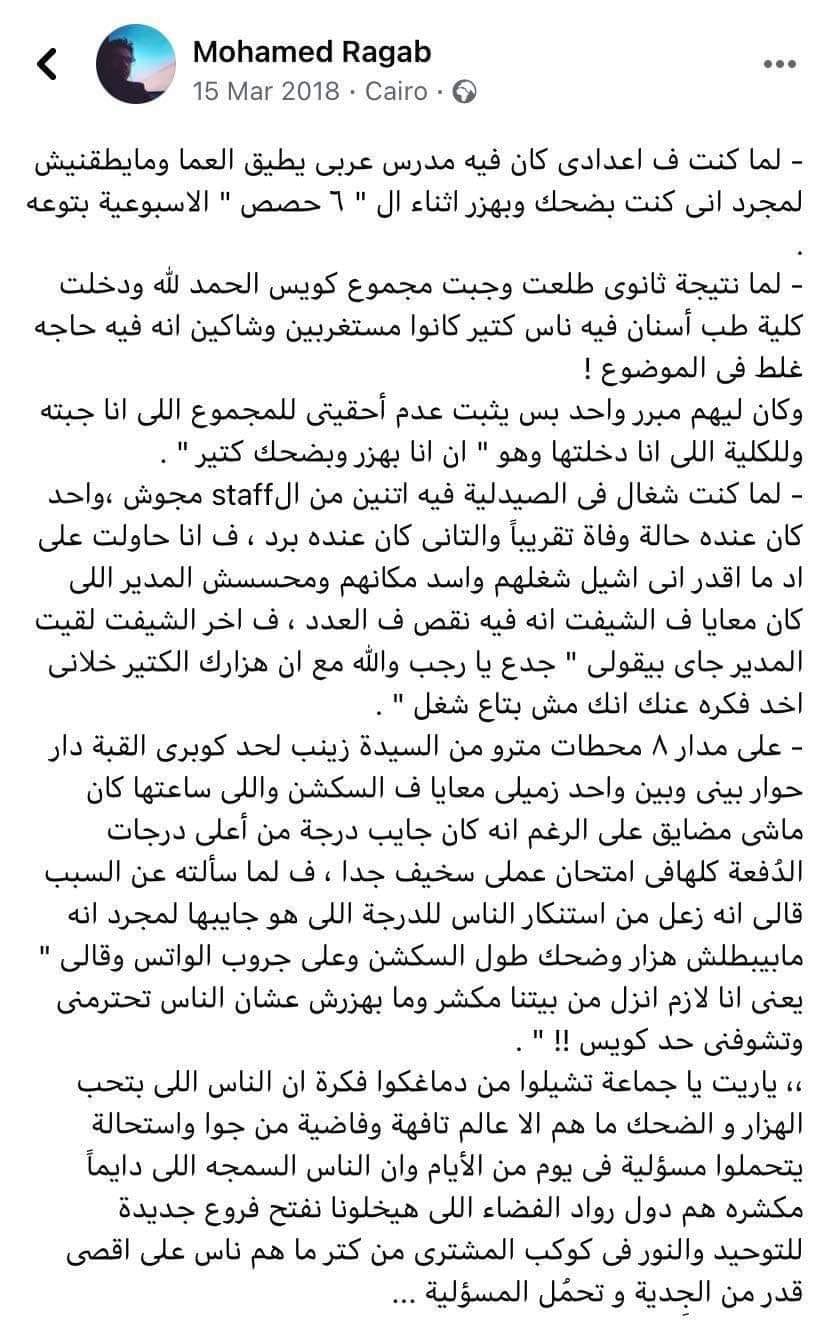 Mohamed Ragab
15 Mar 2018 · Cairo ·
- لما كنت ف اعدادى كان فيه مدرس عربى يطيق العما ومايطقنيش
لمجرد انى كنت بضحك وبهزر اثناء ال " ٦ حصص " الاسبوعية بتوعه
.
- لما نتيجة ثانوى طلعت وجبت مجموع كويس الحمد لله ودخلت
كلية طب أسنان فيه ناس كتير كانوا مستغربين وشاكين انه فيه حاجه
غلط فى الموضوع !
وكان ليهم مبرر واحد بس يثبت عدم أحقيتى للمجموع اللى انا جبته
وللكلية اللى انا دخلتها وهو " ان انا بهزر وبضحك كتير " .
- لما كنت شغال فى الصيدلية فيه اتنين من الstaff مجوش ،واحد
كان عنده حالة وفاة تقريباً والتانى كان عنده برد ، ف انا حاولت على
اد ما اقدر انى اشيل شغلهم واسد مكانهم ومحسسش المدير اللى
كان معايا ف الشيفت انه فيه نقص ف العدد ، ف اخر الشيفت لقيت
المدير جاى بيقولى " جدع يا رجب والله مع ان هزارك الكتير خلانى
اخد فكره عنك انك مش بتاع شغل " .
- على مدار ٨ محطات مترو من السيدة زينب لحد كوبرى القبة دار
حوار بينى وبين واحد زميلى معايا ف السكشن واللى ساعتها كان
ماشى مضايق على الرغم انه كان جايب درجة من أعلى درجات
الدُفعة كلهافى امتحان عملى سخيف جدا ، ف لما سألته عن السبب
قالى انه زعل من استنكار الناس للدرجة اللى هو جايبها لمجرد انه
مابيبطلش هزار وضحك طول السكشن وعلى جروب الواتس وقالى "
يعنى انا لازم انزل من بيتنا مكشر وما بهزرش عشان الناس تحترمنى
وتشوفنى حد كويس !! " .
،، ياريت يا جماعة تشيلوا من دماغكوا فكرة ان الناس اللى بتحب
الهزار و الضحك ما هم الا عالم تافهة وفاضية من جوا واستحالة
يتحملوا مسؤلية فى يوم من الأيام وان الناس السمجه اللى دايماً
مكشره هم دول رواد الفضاء اللى هيخلونا نفتح فروع جديدة
للتوحيد والنور فى كوكب المشترى من كتر ما هم ناس على اقصى
قدر من الجِدية و تحمُل المسؤلية ...